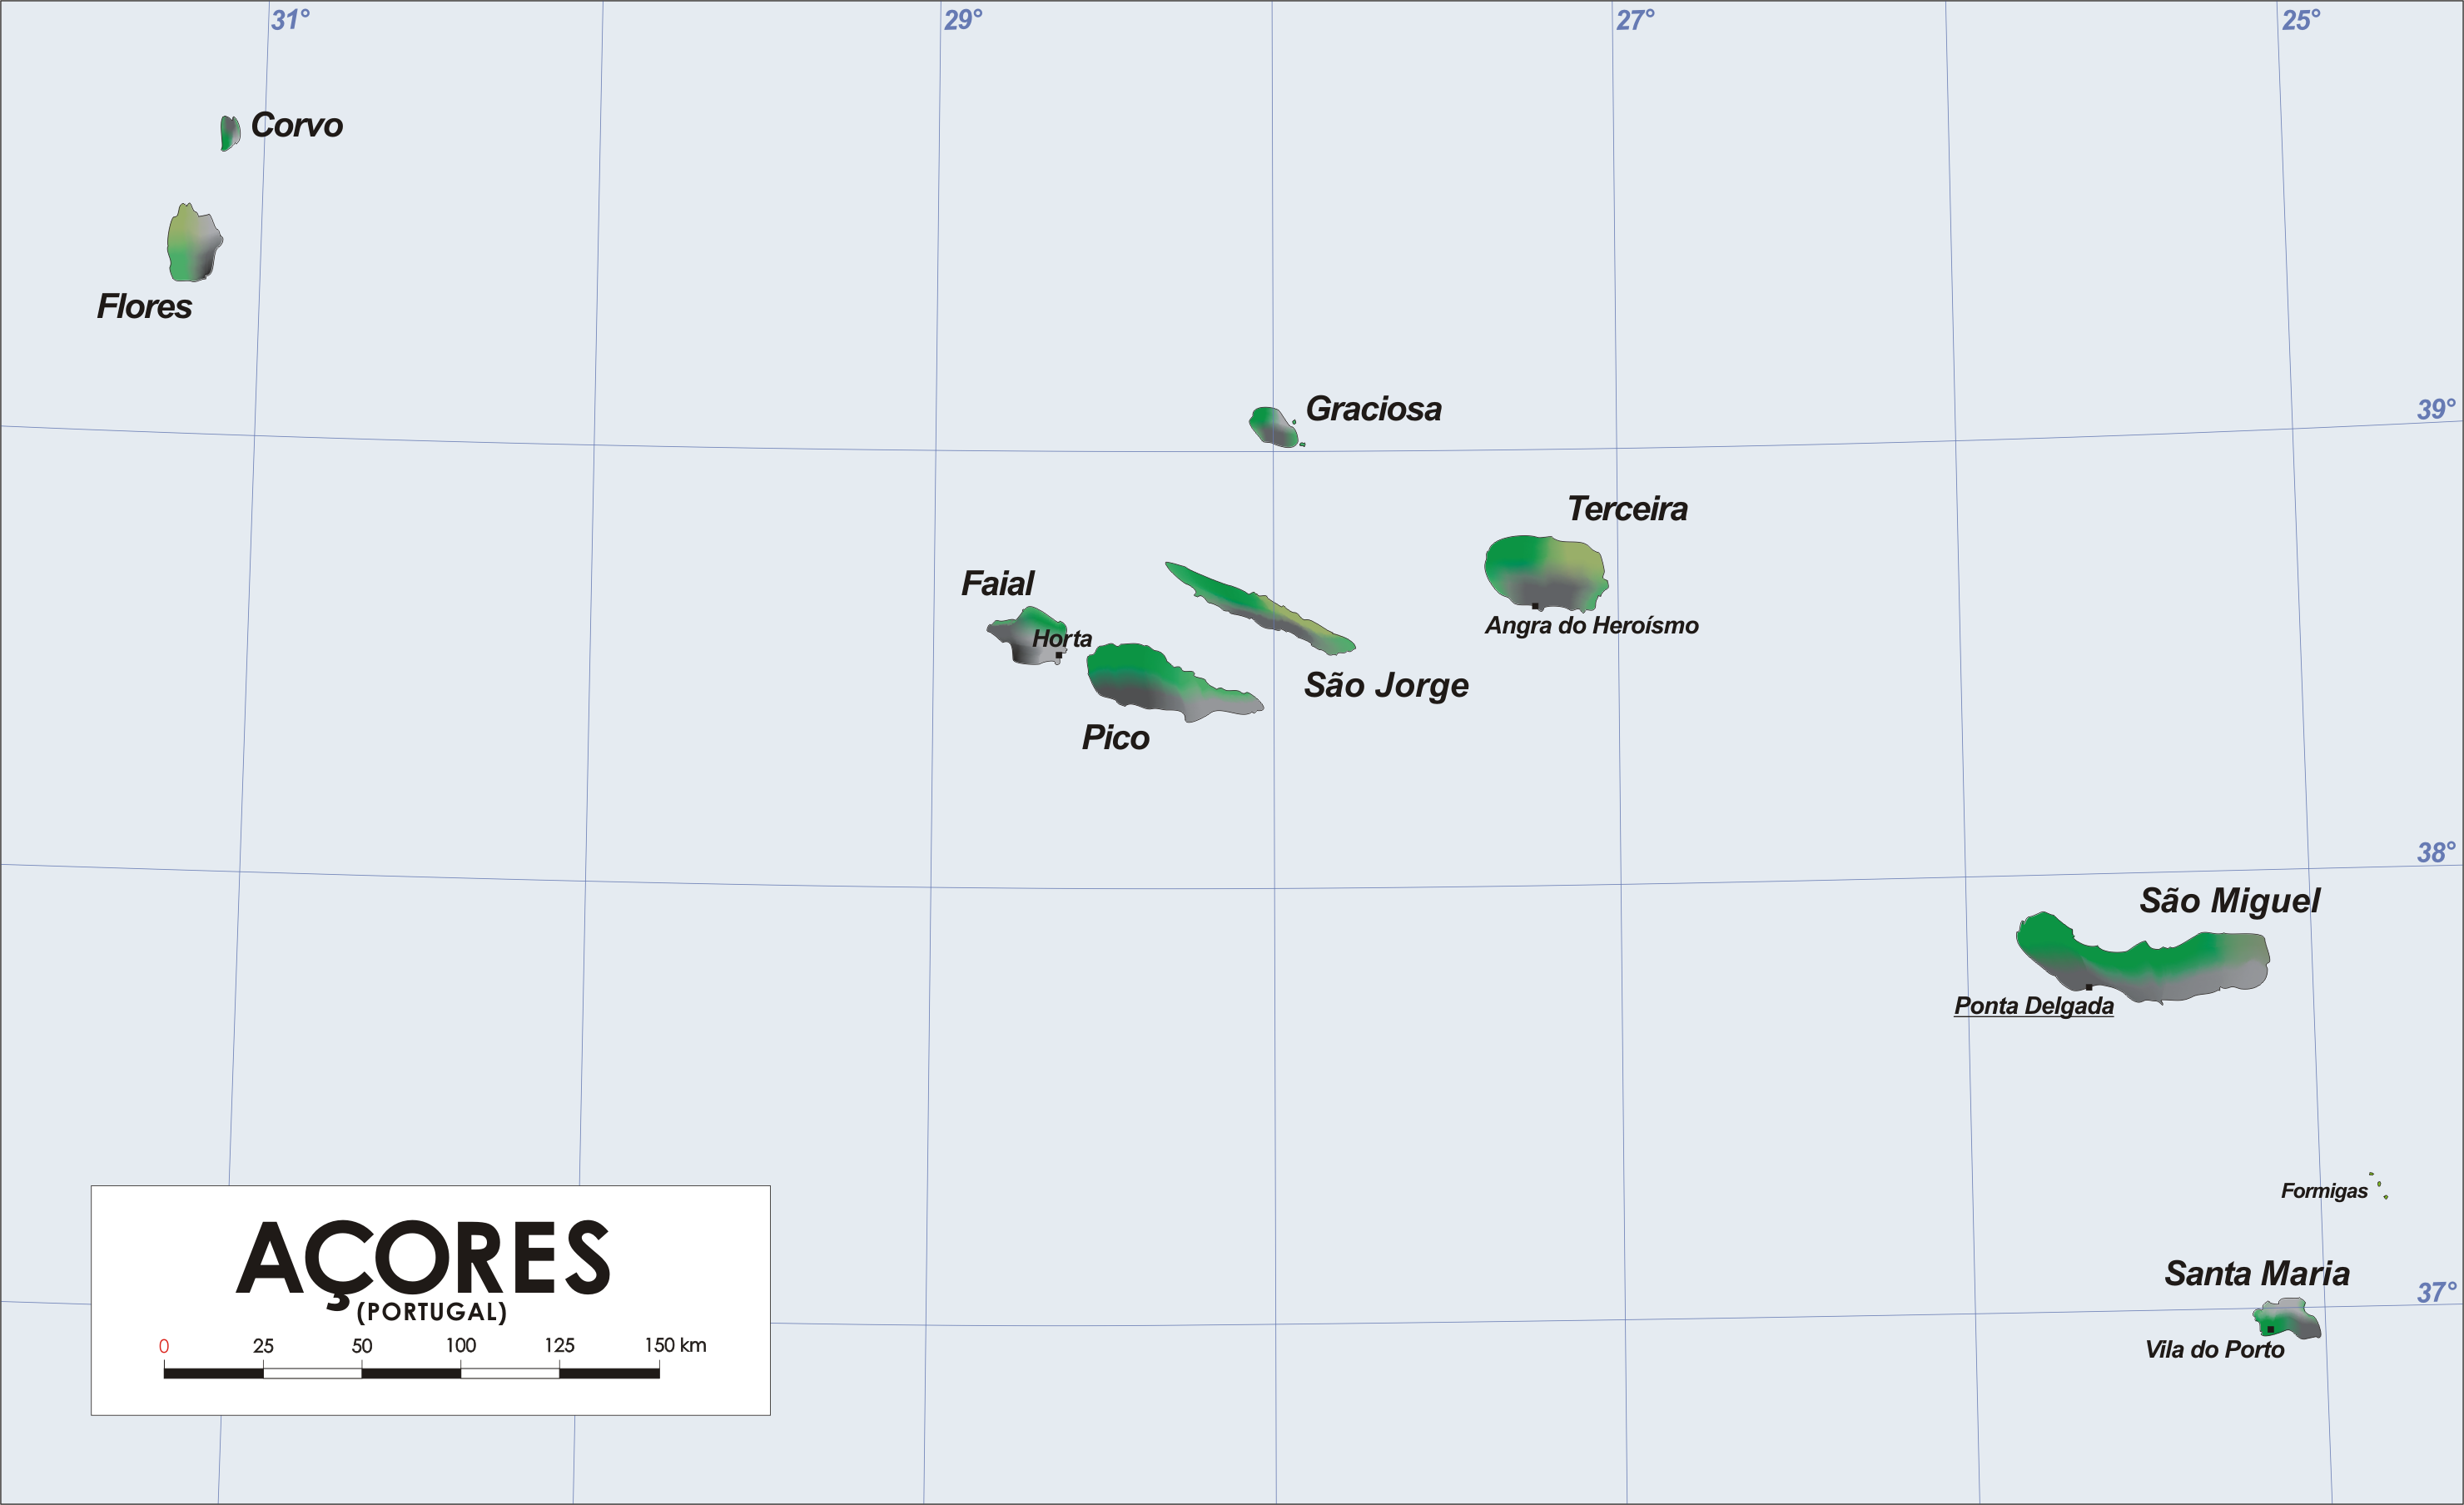 31° 29° 27° 25°
Corvo
Flores
Graciosa
39°
Terceira
Faial
Angra do Heroísmo
Horta
São Jorge
Pico
38°
São Miguel
Ponta Delgada
Formigas
Santa Maria
37°
Vila do Porto
AÇORES
(PORTUGAL)
0 25 50 100 125 150 km